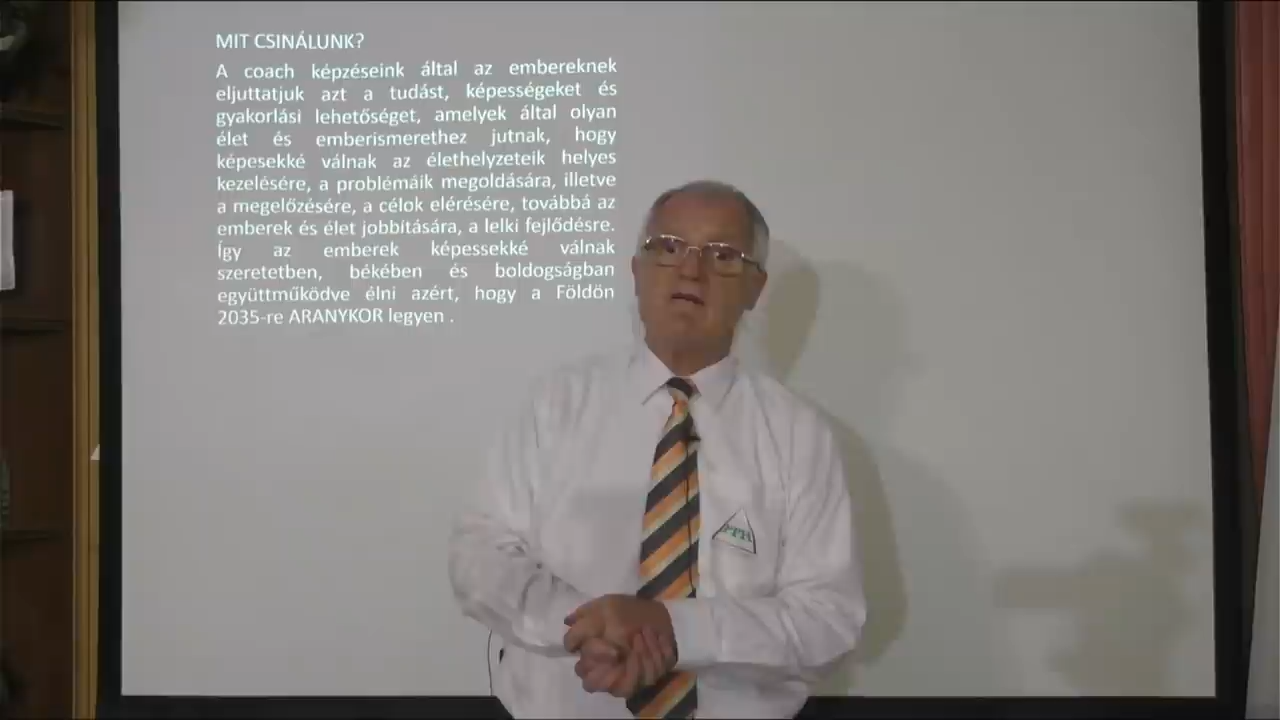 MIT CSINÁLUNK?
A coach képzéseink által az embereknek
eljuttatjuk azt a tudást, képességeket és
gyakorlási lehetőséget, amelyek által olyan
élet és emberismerethez jutnak, hogy
képesekké válnak az élethelyzeteik helyes
kezelésére, a problémáik megoldására, illetve
a megelőzésére, a célok elérésére, továbbá az
emberek és élet jobbítására, a lelki fejlődésre.
Így az emberek képessekké válnak
szeretetben, békében és boldogságban
együttműködve élni azért, hogy a Földön
2035-re ARANYKOR legyen .